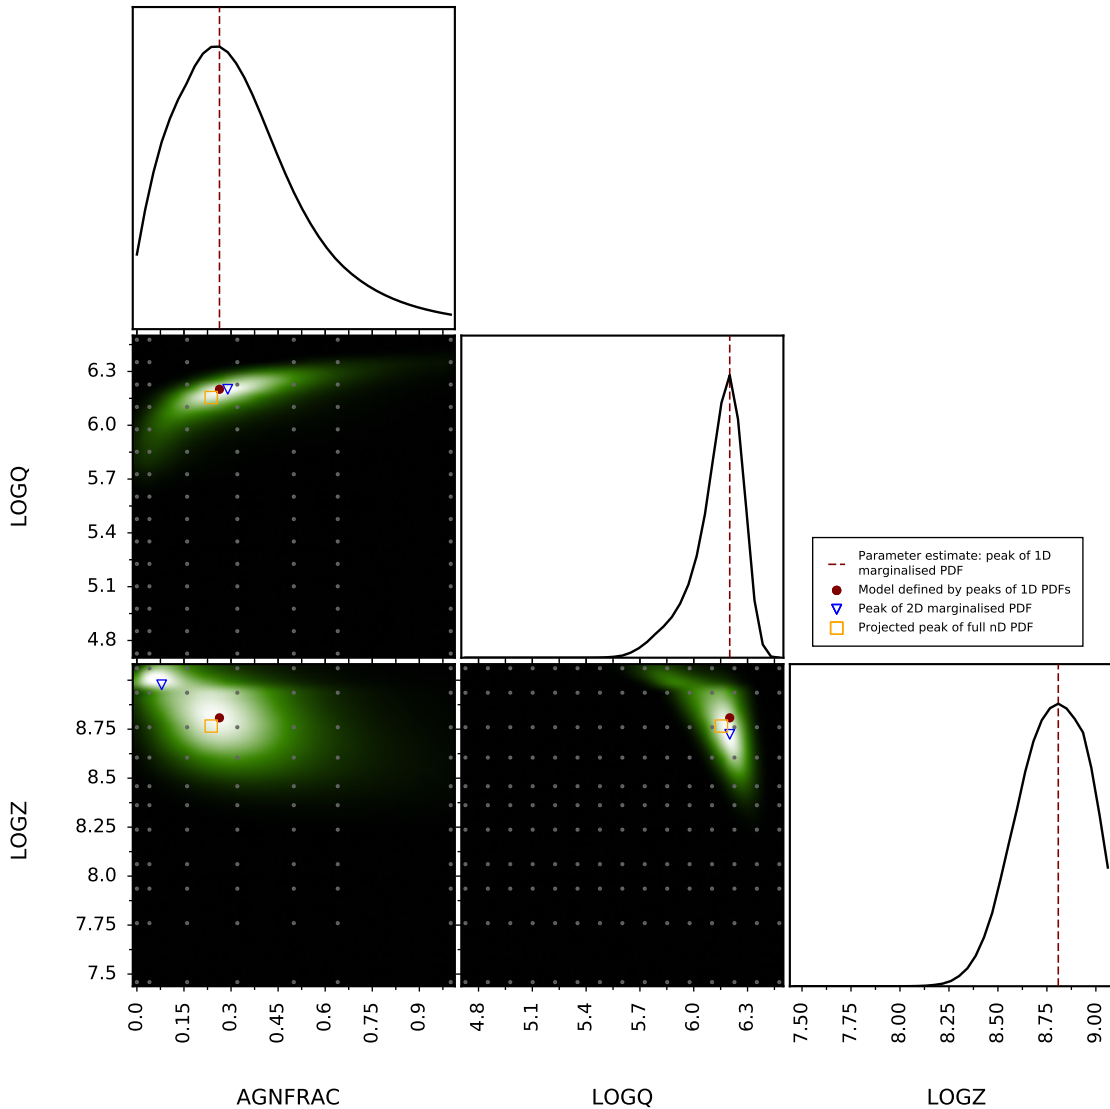 6.3
6.0
5.7
5.4
5.1
4.8
LOGQ
Parameter estimate: peak of 1D
marginalised PDF
Model defined by peaks of 1D PDFs
Peak of 2D marginalised PDF
Projected peak of full nD PDF
8.75
8.5
8.25
8.0
7.75
7.5
LOGZ
0.0 0.15 0.3 0.45 0.6 0.75 0.9
4.8 5.1 5.4 5.7 6.0 6.3
7.50 7.75 8.00 8.25 8.50 8.75 9.00
AGNFRAC LOGQ LOGZ